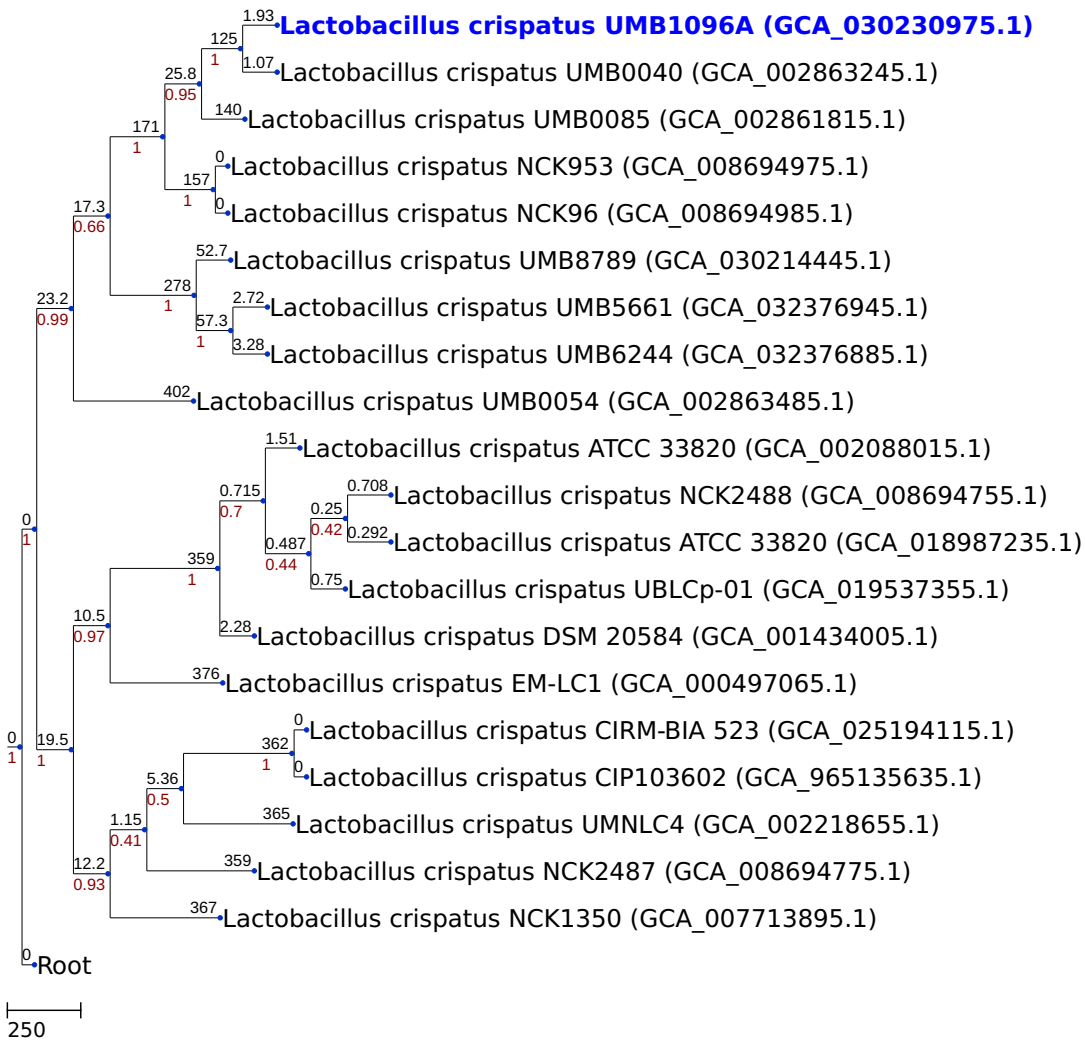 1.93
Lactobacillus crispatus UMB1096A (GCA_030230975.1)
125
1
1.07
Lactobacillus crispatus UMB0040 (GCA_002863245.1)
25.8
0.95
140
Lactobacillus crispatus UMB0085 (GCA_002861815.1)
171
1
0
Lactobacillus crispatus NCK953 (GCA_008694975.1)
157
1
0
Lactobacillus crispatus NCK96 (GCA_008694985.1)
17.3
0.66
52.7
Lactobacillus crispatus UMB8789 (GCA_030214445.1)
278
1
2.72
Lactobacillus crispatus UMB5661 (GCA_032376945.1)
57.3
1
3.28
Lactobacillus crispatus UMB6244 (GCA_032376885.1)
23.2
0.99
402
Lactobacillus crispatus UMB0054 (GCA_002863485.1)
1.51
Lactobacillus crispatus ATCC 33820 (GCA_002088015.1)
0.715
0.7
0.708
Lactobacillus crispatus NCK2488 (GCA_008694755.1)
0.25
0.42
0.292
Lactobacillus crispatus ATCC 33820 (GCA_018987235.1)
0.487
0.44
0.75
Lactobacillus crispatus UBLCp-01 (GCA_019537355.1)
0
1
359
1
2.28
Lactobacillus crispatus DSM 20584 (GCA_001434005.1)
10.5
0.97
376
Lactobacillus crispatus EM-LC1 (GCA_000497065.1)
0
Lactobacillus crispatus CIRM-BIA 523 (GCA_025194115.1)
362
1
0
Lactobacillus crispatus CIP103602 (GCA_965135635.1)
0
1
19.5
1
5.36
0.5
365
Lactobacillus crispatus UMNLC4 (GCA_002218655.1)
1.15
0.41
359
Lactobacillus crispatus NCK2487 (GCA_008694775.1)
12.2
0.93
367
Lactobacillus crispatus NCK1350 (GCA_007713895.1)
0
Root
250